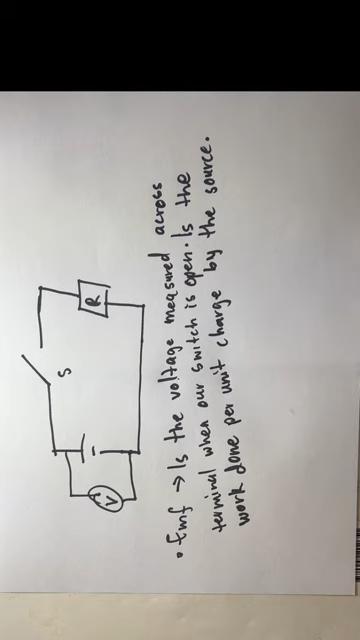 R
S
V
• Emf → Is the voltage measured across
terminal when our switch is open. Is the
work done per unit charge by the source.